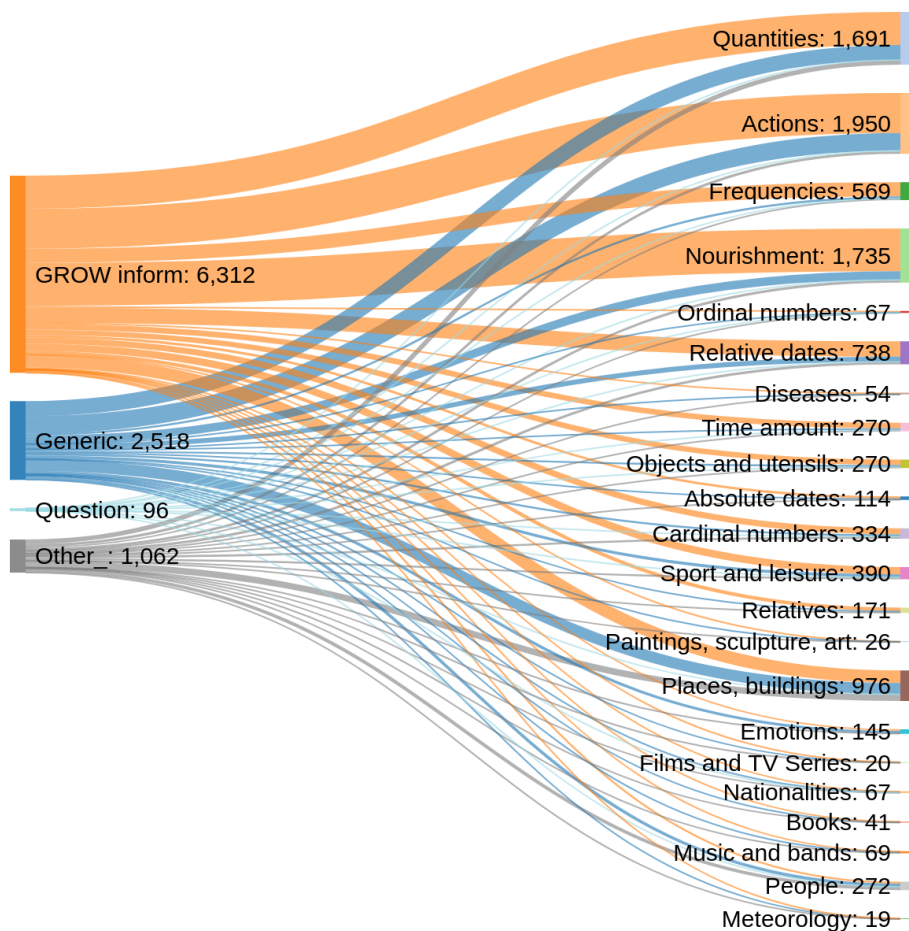 Quantities: 1,691
Actions: 1,950
Frequencies: 569
Nourishment: 1,735
GROW inform: 6,312
Ordinal numbers: 67
Relative dates: 738
Diseases: 54
Time amount: 270
Generic: 2,518
Objects and utensils: 270
Absolute dates: 114
Question: 96
Cardinal numbers: 334
Other_: 1,062
Sport and leisure: 390
Relatives: 171
Paintings, sculpture, art: 26
Places, buildings: 976
Emotions: 145
Films and TV Series: 20
Nationalities: 67
Books: 41
Music and bands: 69
People: 272
Meteorology: 19